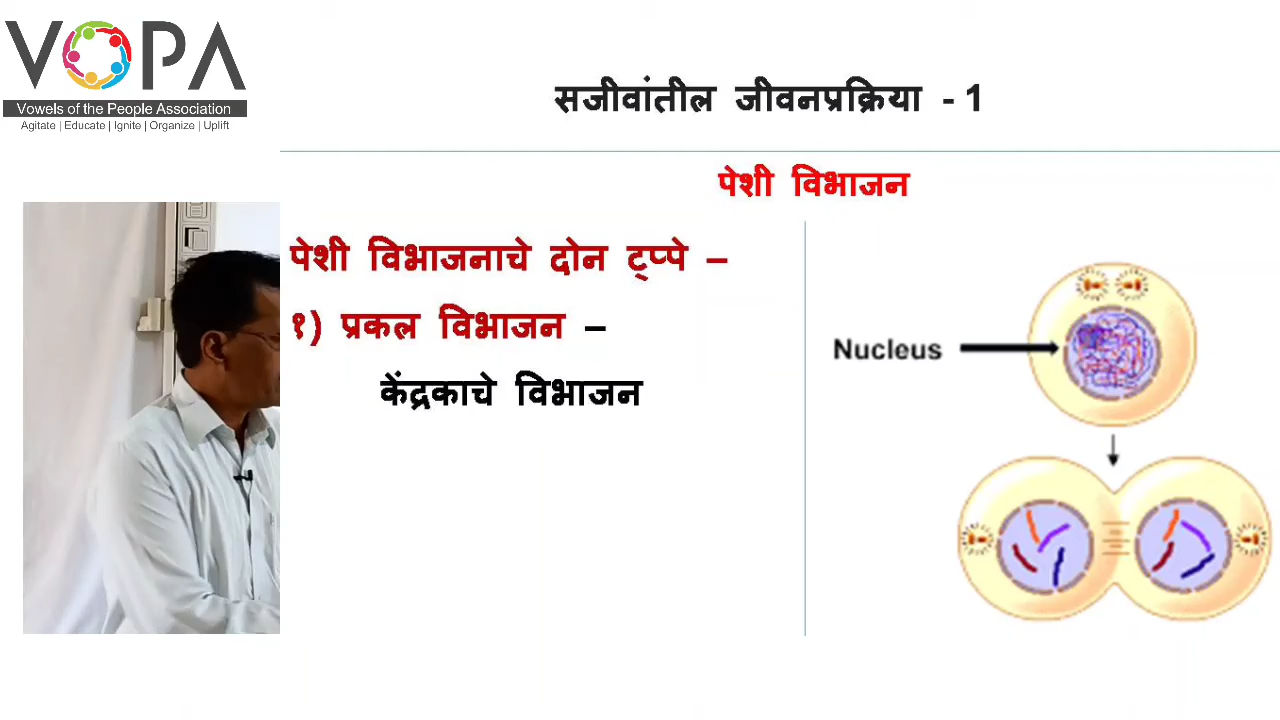 VOPA
Vowels of the People Association
Agitate | Educate | Ignite | Organize | Uplift
सजीवांतील जीवनप्रक्रिया - 1
पेशी विभाजन
पेशी विभाजनाचे दोन ट्प्पे –
१) प्रकल विभाजन –
केंद्रकाचे विभाजन
Nucleus